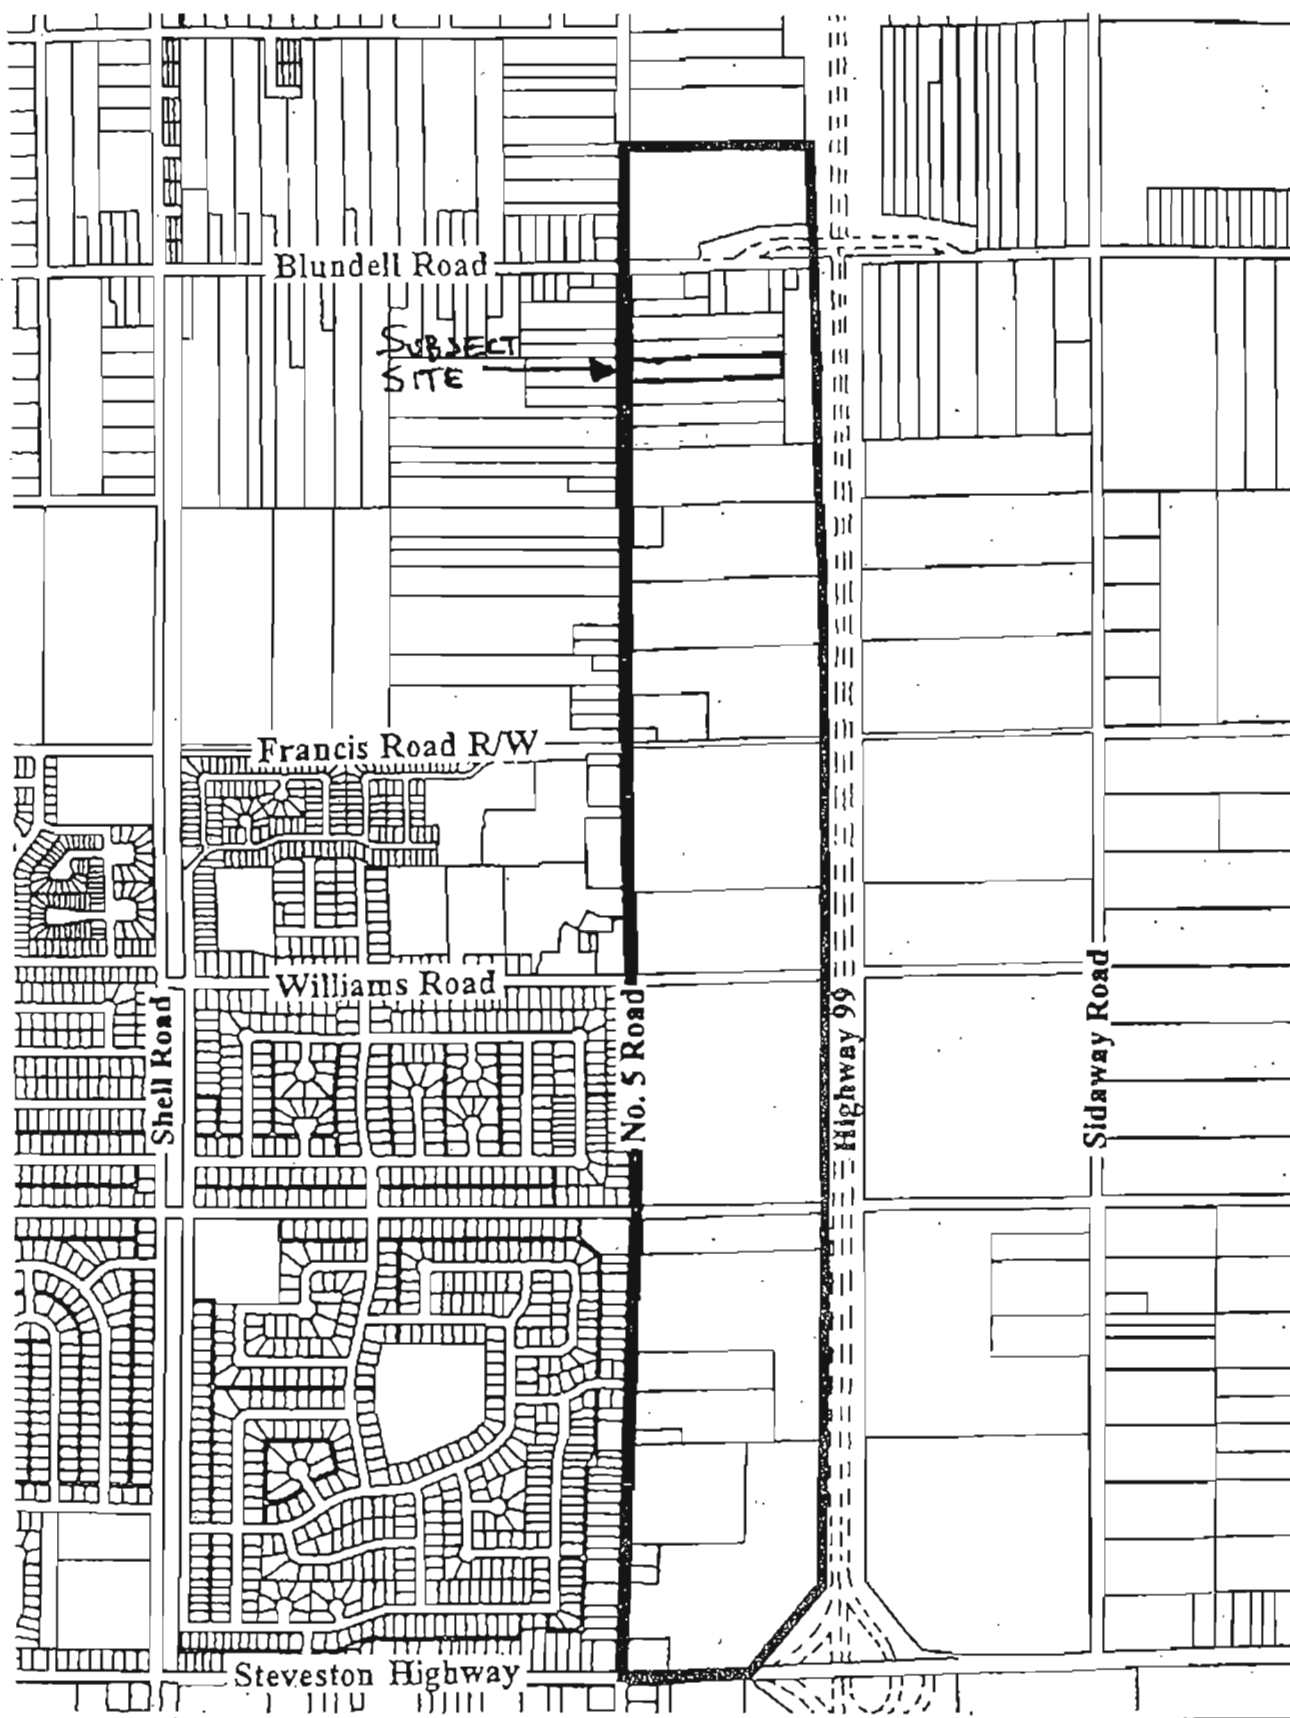 Blundell Road
SUBJECT
SITE
Francis Road R/W
Williams Road
Shell Road
No. 5 Road
Highway 99
Sidaway Road
Steveston Highway